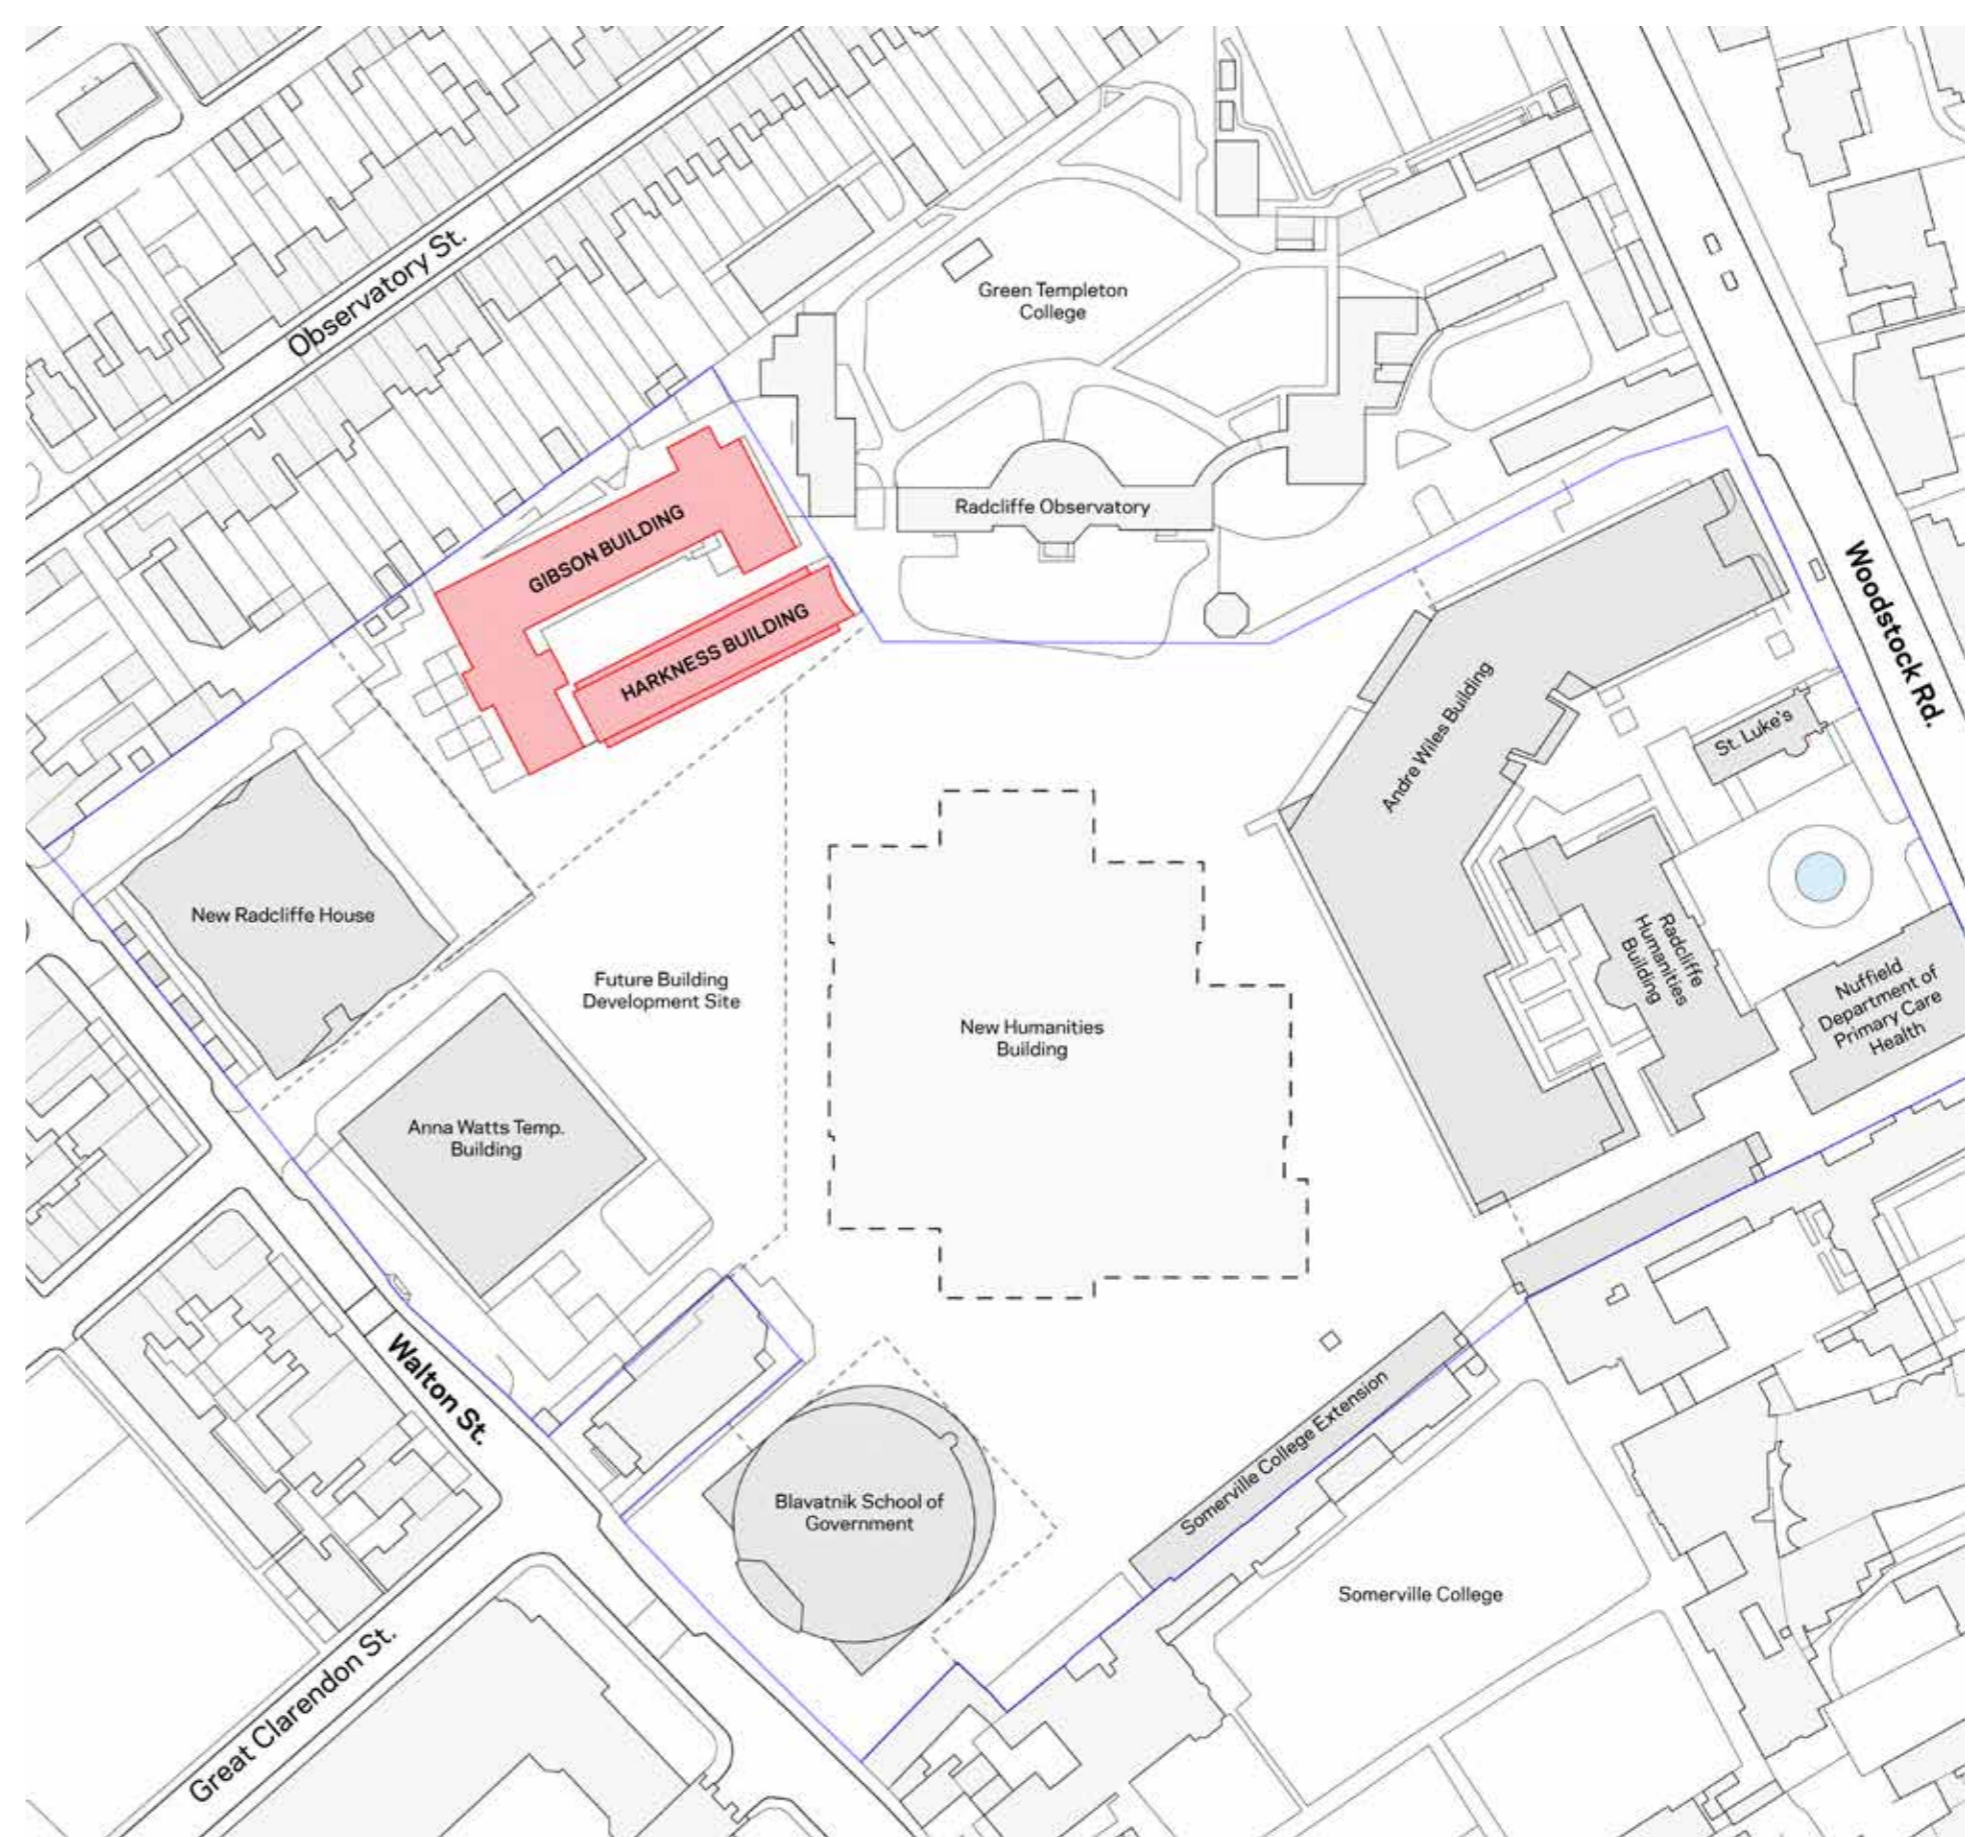 Observatory St.
Green Templeton
College
Radcliffe Observatory
GIBSON BUILDING
HARKNESS BUILDING
Woodstock Rd.
Andre Wiles Building
St. Luke's
New Radcliffe House
Radcliffe
Humanities
Building
Nuffield
Department of
Primary Care
Health
Future Building
Development Site
New Humanities
Building
Anna Watts Temp.
Building
Walton St.
Blavatnik School of
Government
Somerville College Extension
Somerville College
Great Clarendon St.